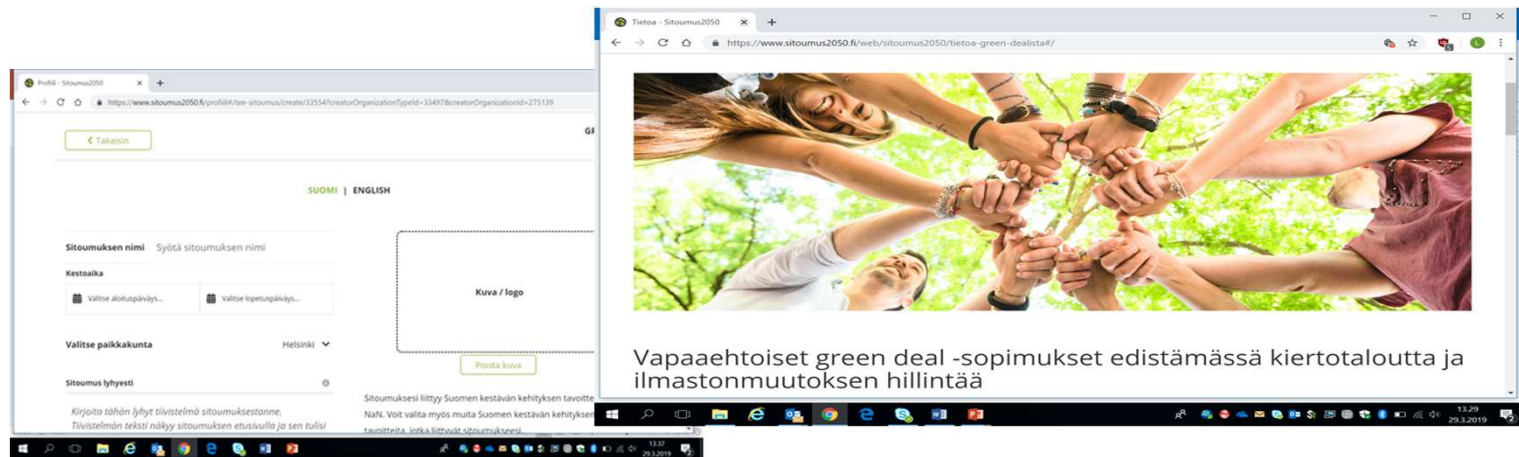 Profiili - Sitoumus2050
https://www.sitoumus2050.fi/profiili#/tee-sitoumus/create/33554?creatorOrganizationTypeId=33497&creatorOrganizationId=275139
Takaisin
SUOMI | ENGLISH
Sitoumuksen nimi Syötä sitoumuksen nimi
Kestoaika
Valitse aloituspäiväys... Valitse lopetuspäiväys...
Valitse paikkakunta Helsinki
Sitoumus lyhyesti
Kirjoita tähän lyhyt tiivistelmä sitoumuksestanne.
Tiivistelmän teksti näkyy sitoumuksen etusivulla ja sen tulisi
Kuva / logo
Poista kuva
Sitoumuksesi liittyy Suomen kestävän kehityksen tavoitte
NaN. Voit valita myös muita Suomen kestävän kehityksen
tavoitteita, jotka liittyvät sitoumukseesi.
13.37
29.3.2019
Tietoa - Sitoumus2050
https://www.sitoumus2050.fi/web/sitoumus2050/tietoa-green-dealista#/
Vapaaehtoiset green deal -sopimukset edistämässä kiertotaloutta ja
ilmastonmuutoksen hillintää
13.29
29.3.2019